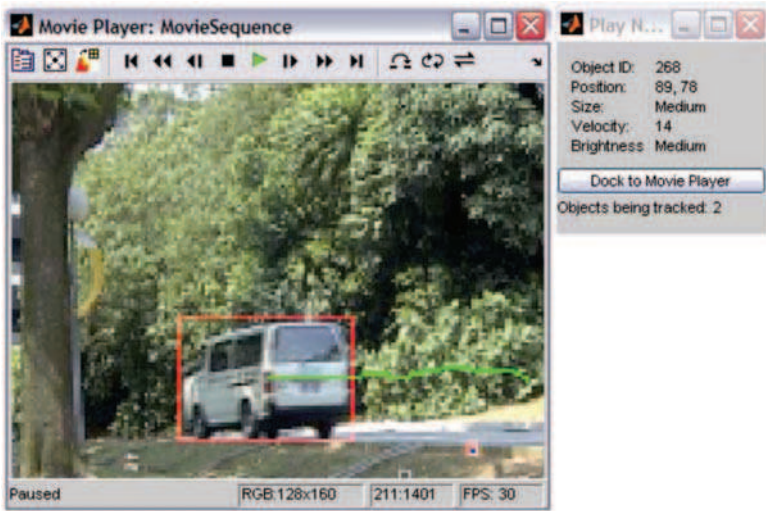 Movie Player: MovieSequence
Play N...
Object ID: 268
Position: 89, 78
Size: Medium
Velocity: 14
Brightness Medium
Dock to Movie Player
Objects being tracked: 2
Paused
RGB:128x160
211:1401
FPS: 30